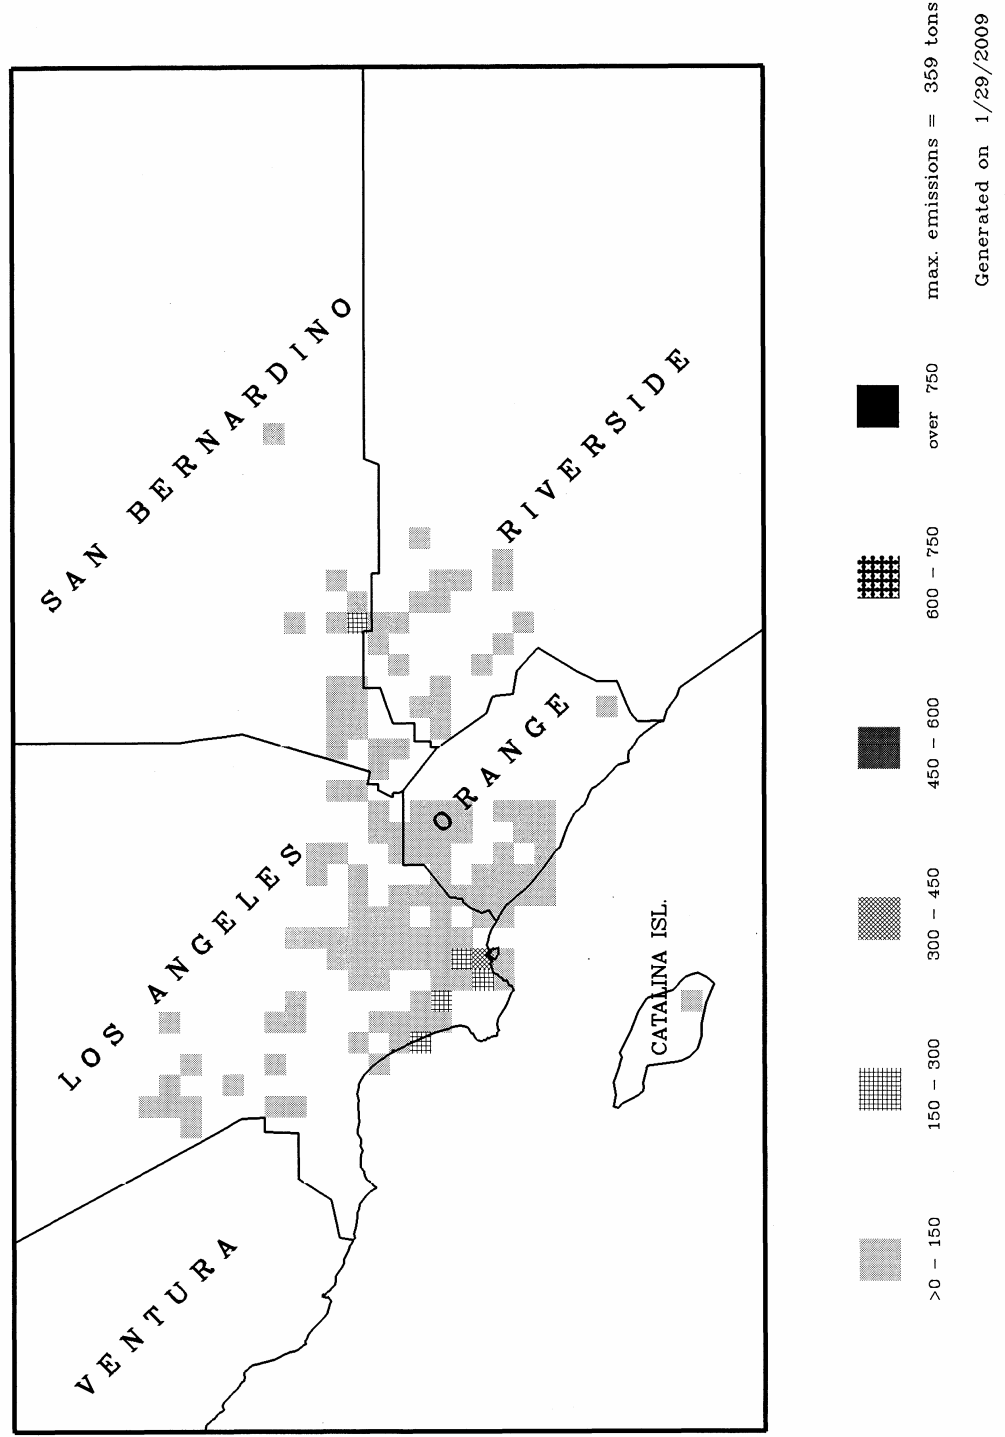 VENTURA
LOS ANGELES
SAN BERNARDINO
ORANGE
RIVERSIDE
CATALINA ISL.
>0 – 150
150 – 300
300 – 450
450 – 600
600 – 750
over 750
max. emissions = 359 tons
Generated on 1/29/2009